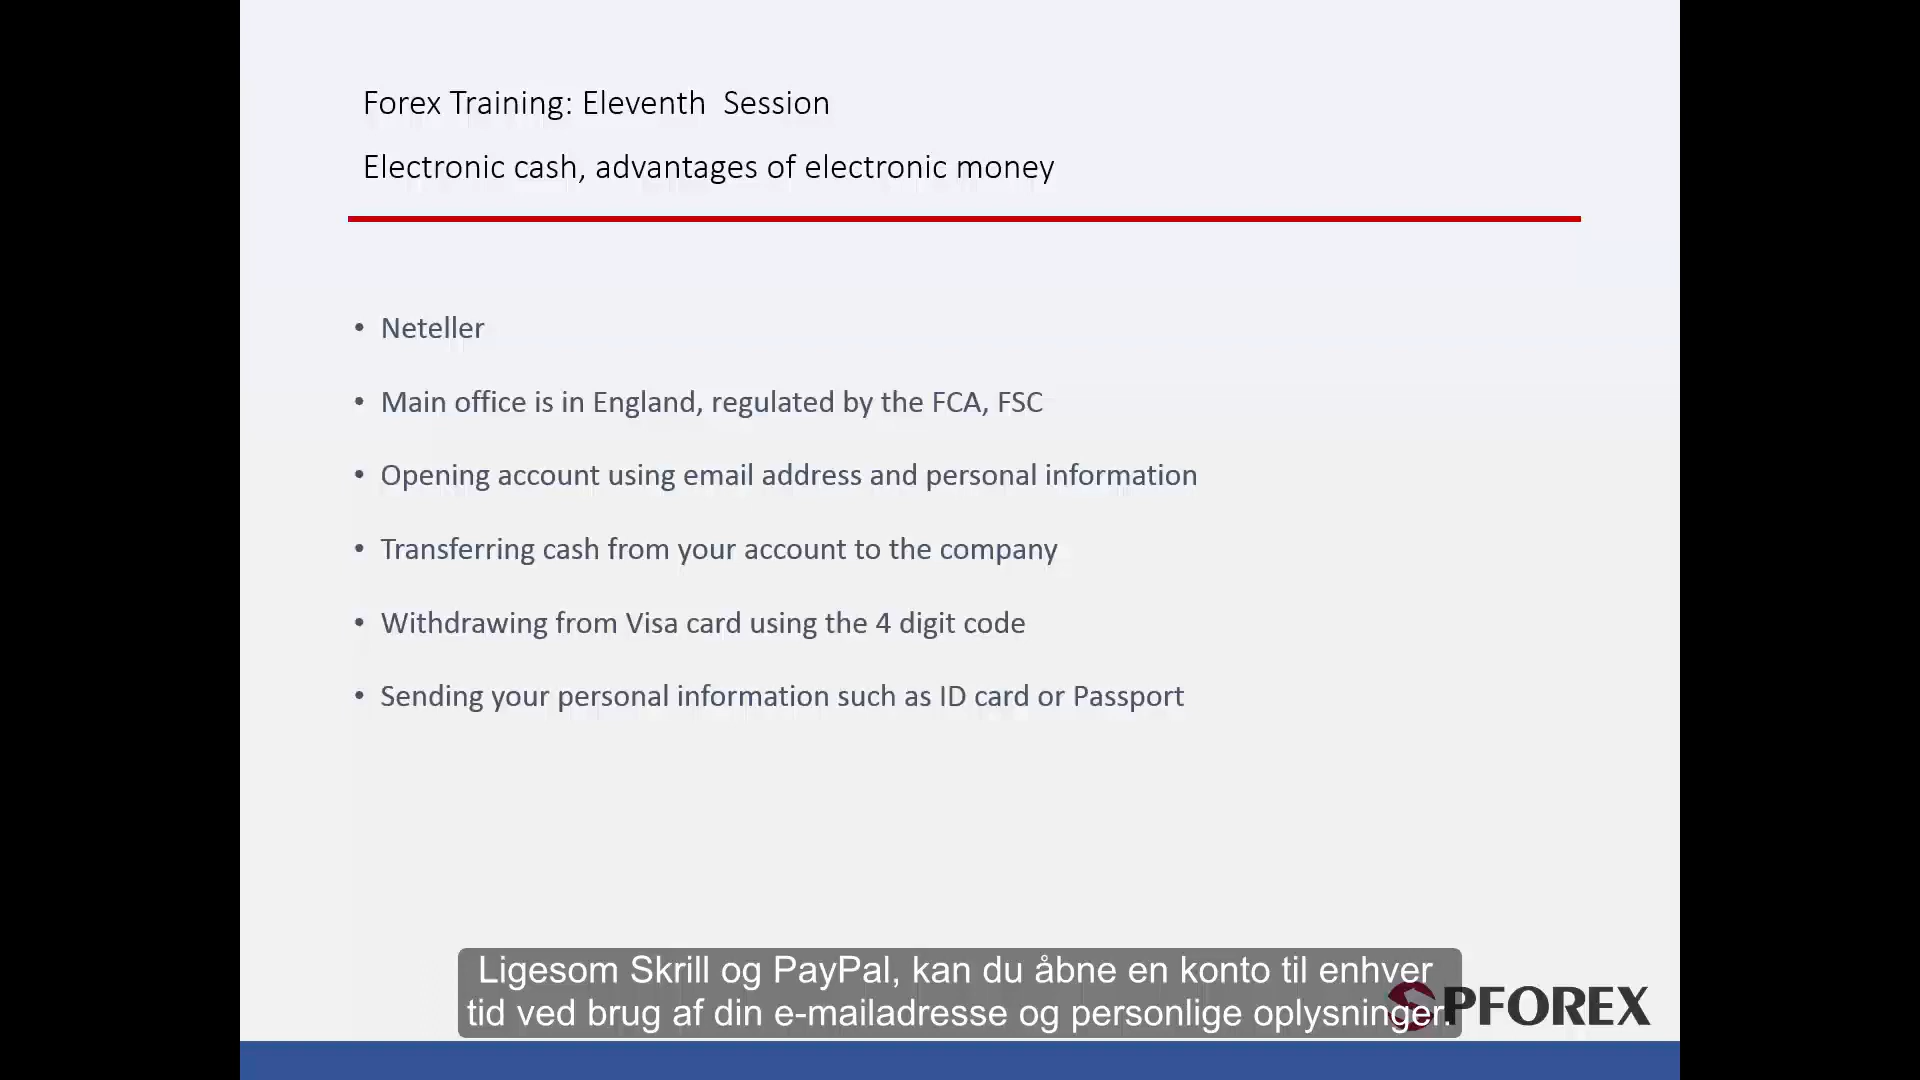 Forex Training: Eleventh Session
Electronic cash, advantages of electronic money
• Neteller
• Main office is in England, regulated by the FCA, FSC
• Opening account using email address and personal information
• Transferring cash from your account to the company
• Withdrawing from Visa card using the 4 digit code
• Sending your personal information such as ID card or Passport
Ligesom Skrill og PayPal, kan du åbne en konto til enhver
tid ved brug af din e-mailadresse og personlige oplysninger.
PFOREX